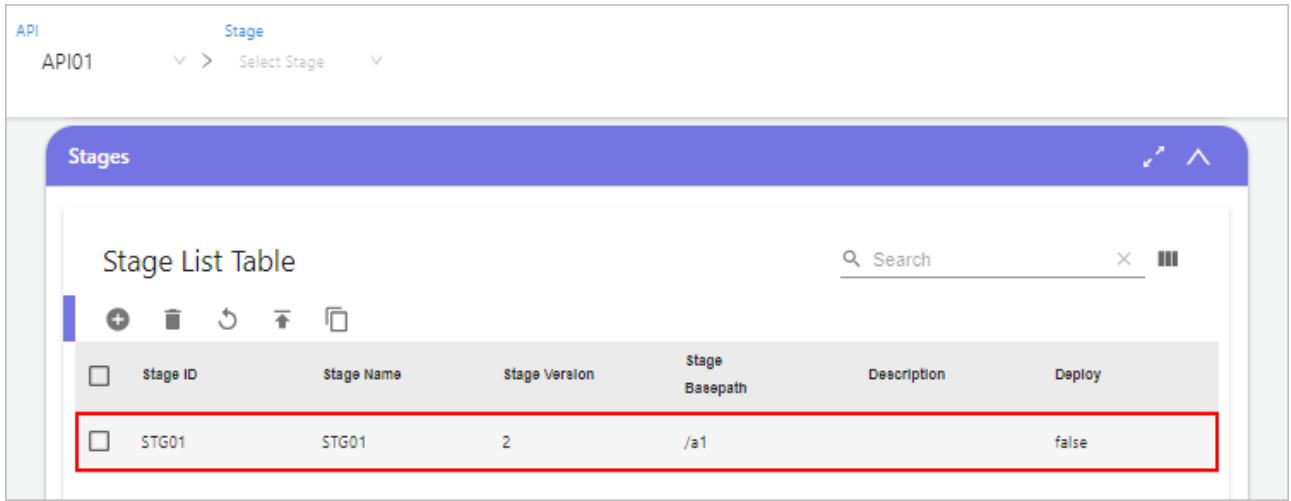 API Stage
API01 > Select Stage
Stages
Stage List Table Search
Stage ID Stage Name Stage Version Stage Basepath Description Deploy
STG01 STG01 2 /a1 false